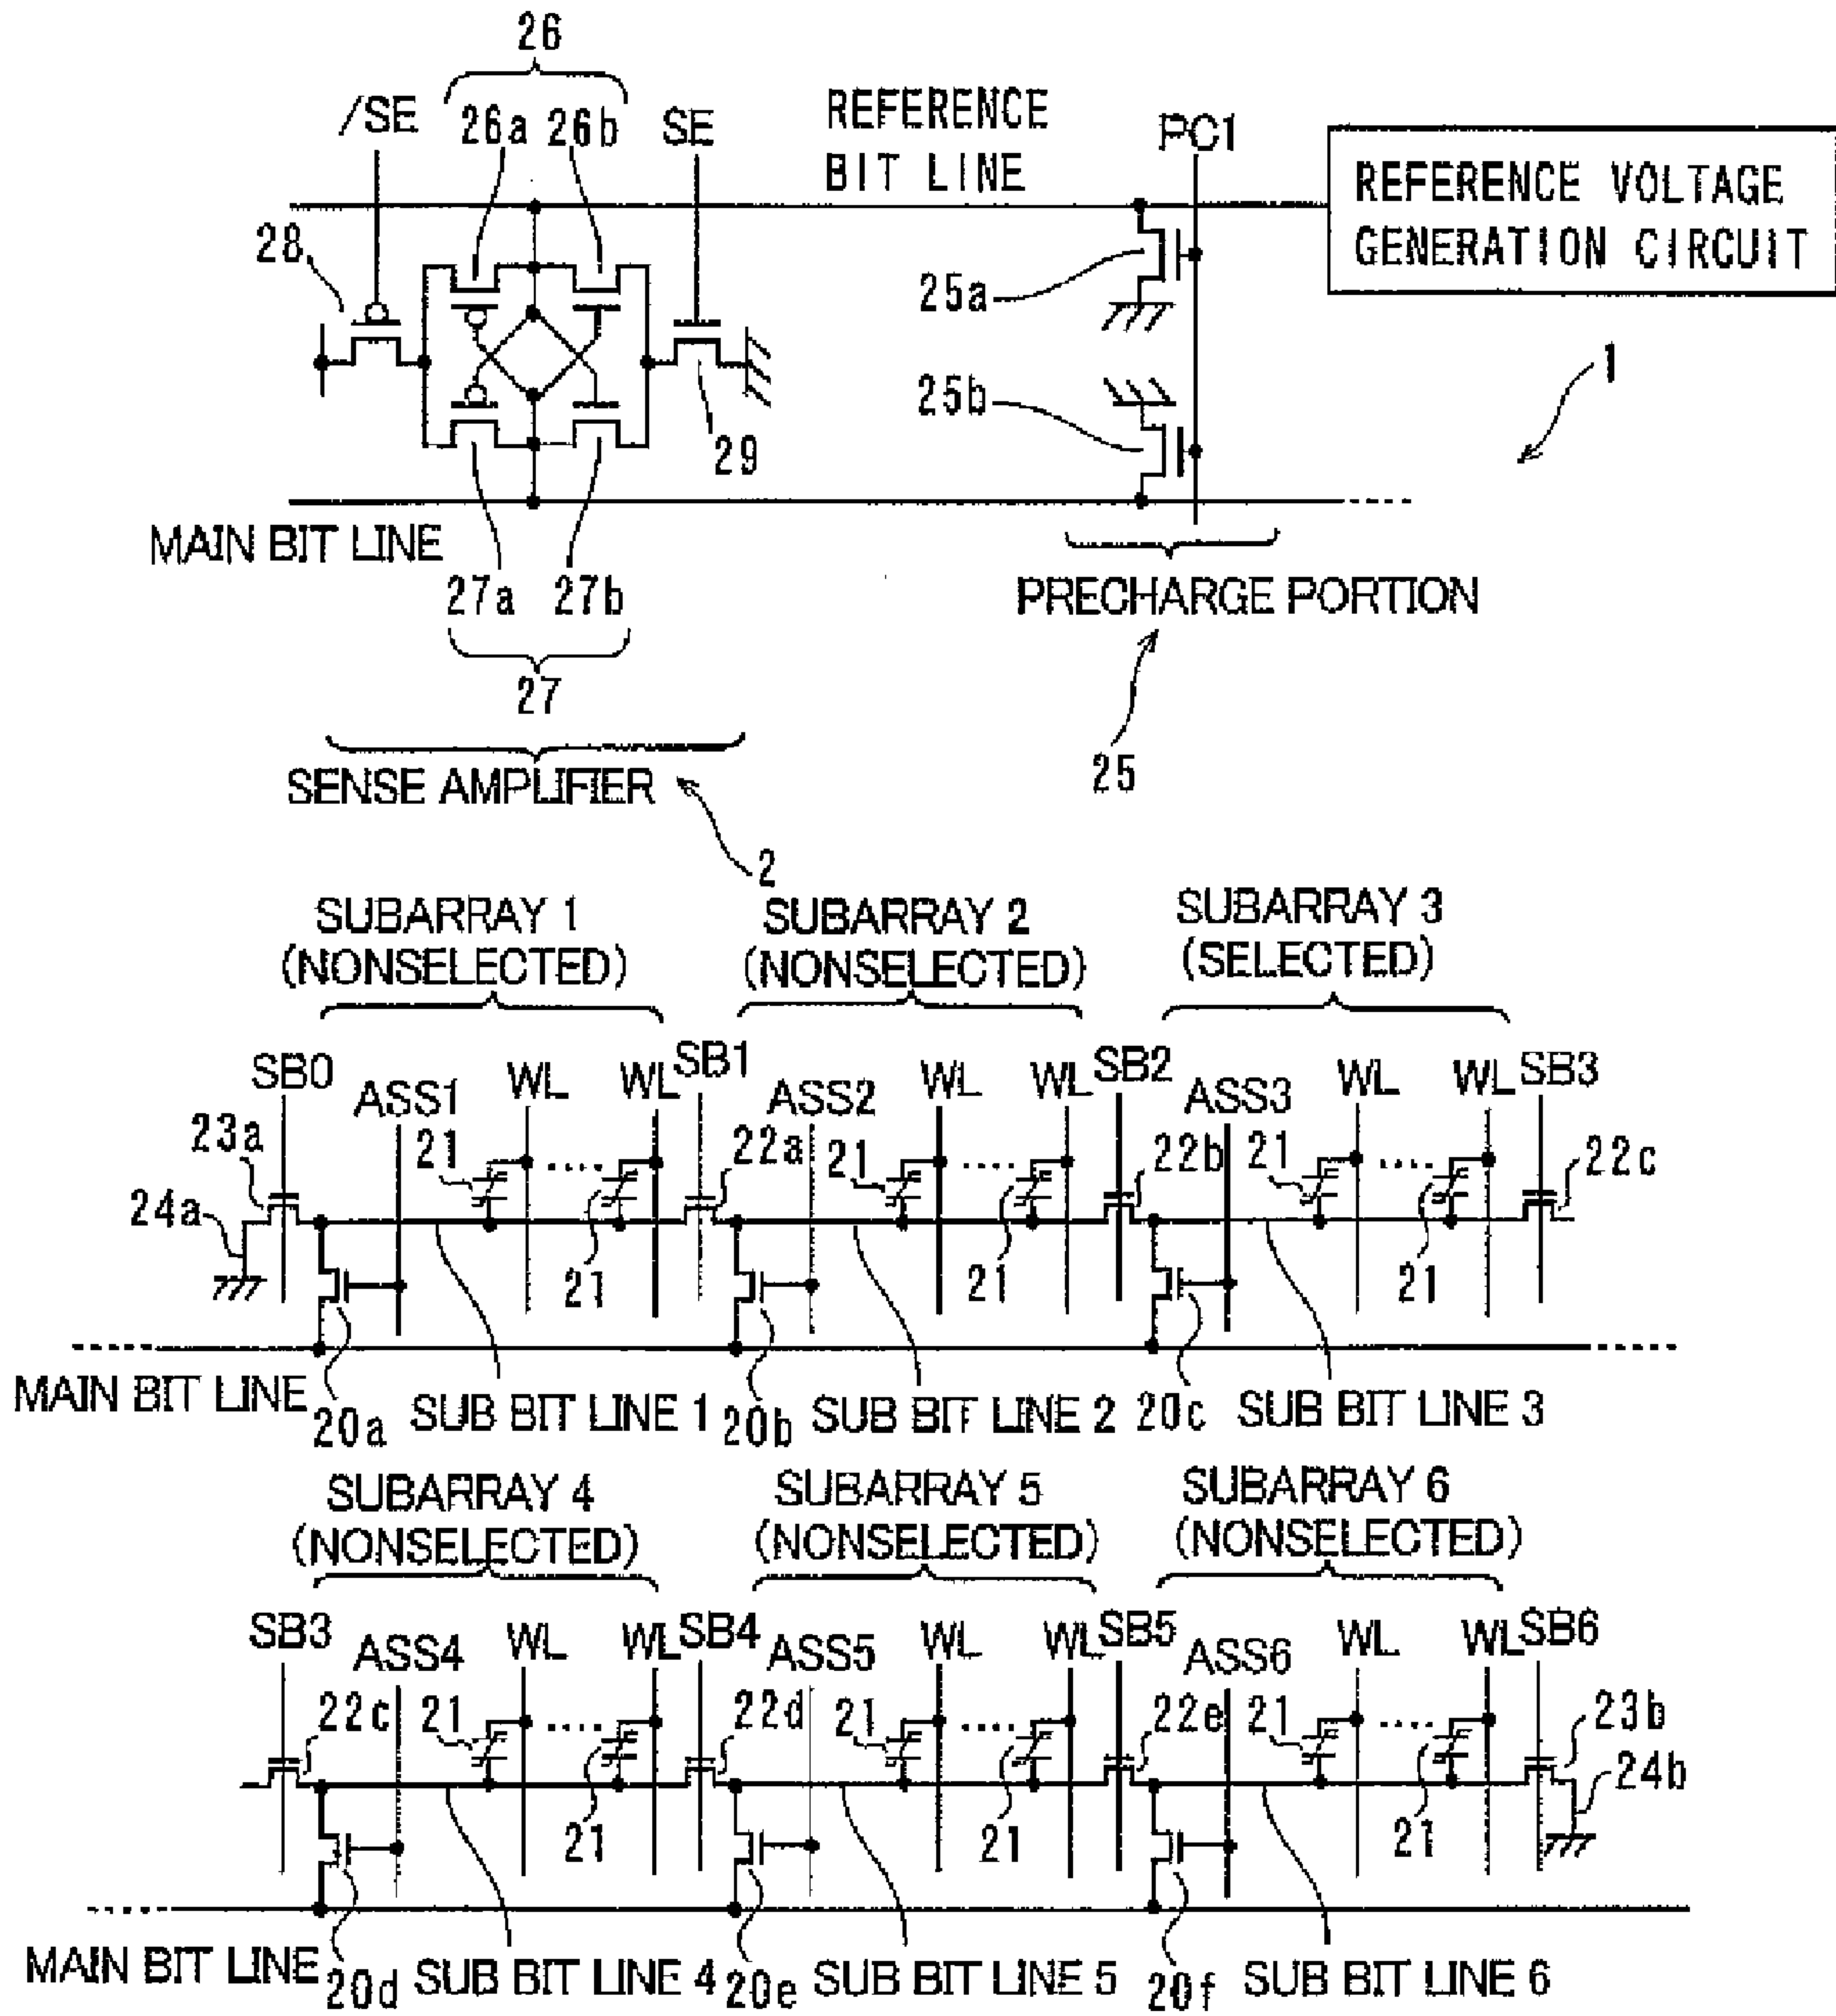 26
/SE 26a 26b SE REFERENCE BIT LINE PC1
REFERENCE VOLTAGE
GENERATION CIRCUIT
28
25a
25b
1
29
MAIN BIT LINE
27a 27b
27
PRECHARGE PORTION
25
SENSE AMPLIFIER
2
SUBARRAY 1 SUBARRAY 2 SUBARRAY 3
(NONSELECTED) (NONSELECTED) (SELECTED)
SB0 ASS1 WL WL SB1 ASS2 WL WL SB2 ASS3 WL WL SB3
23a 21 22a 21 22b 21 22c
24a 21 21 21
MAIN BIT LINE 20a SUB BIT LINE 1 20b SUB BIT LINE 2 20c SUB BIT LINE 3
SUBARRAY 4 SUBARRAY 5 SUBARRAY 6
(NONSELECTED) (NONSELECTED) (NONSELECTED)
SB3 ASS4 WL WL SB4 ASS5 WL WL SB5 ASS6 WL WL SB6
22c 21 22d 21 22e 21 23b
21 21 21 24b
MAIN BIT LINE 20d SUB BIT LINE 4 20e SUB BIT LINE 5 20f SUB BIT LINE 6